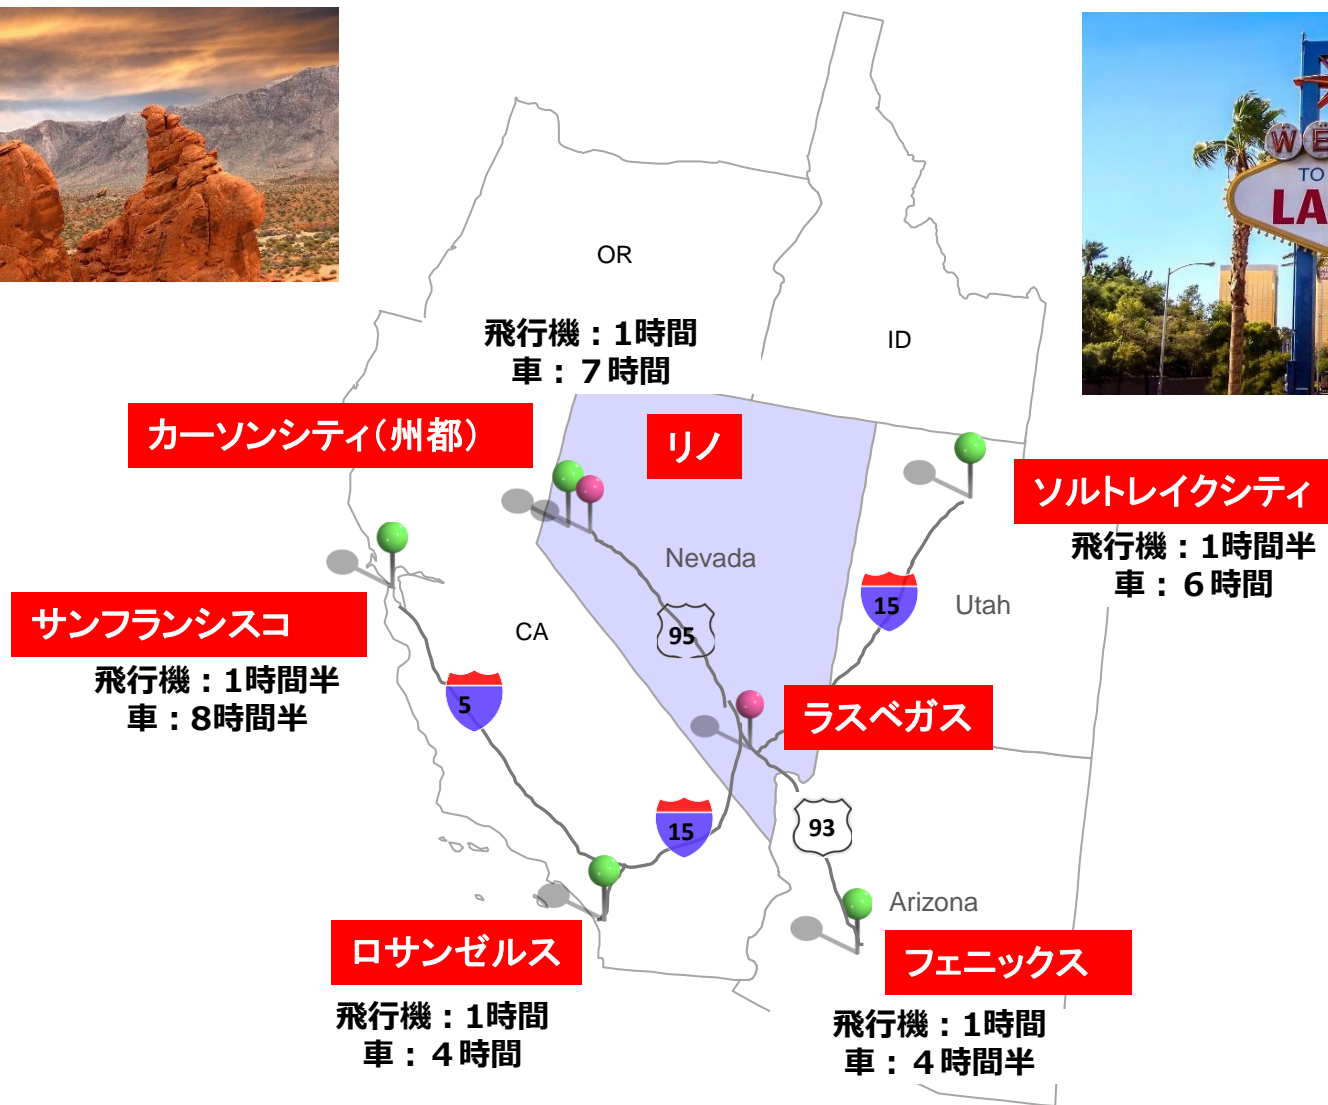 WE
TO
LA
OR
飛行機：1時間
車：７時間
ID
カーソンシティ（州都）
リノ
ソルトレイクシティ
飛行機：1時間半
車：６時間
Nevada
15
Utah
サンフランシスコ
CA
95
飛行機：1時間半
車：8時間半
5
ラスベガス
15
93
Arizona
ロサンゼルス
フェニックス
飛行機：1時間
車：４時間
飛行機：1時間
車：４時間半